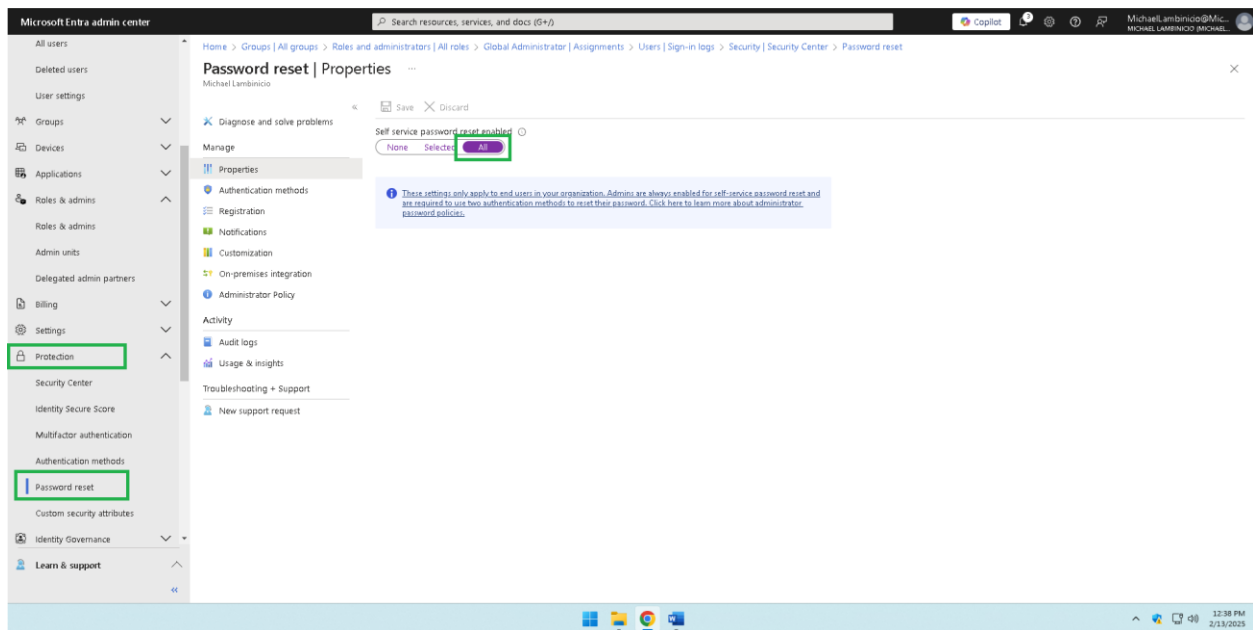 Microsoft Entra admin center
Search resources, services, and docs (G+/)
Copilot
3
MichaelLambinicio@Mic...
MICHAEL LAMBINICIO (MICHAEL...
All users
Deleted users
User settings
Groups
Devices
Applications
Roles & admins
Roles & admins
Admin units
Delegated admin partners
Billing
Settings
Protection
Security Center
Identity Secure Score
Multifactor authentication
Authentication methods
Password reset
Custom security attributes
Identity Governance
Learn & support
Home > Groups | All groups > Roles and administrators | All roles > Global Administrator | Assignments > Users | Sign-in logs > Security | Security Center > Password reset
Password reset | Properties ...
Michael Lambinicio
Diagnose and solve problems
Manage
Properties
Authentication methods
Registration
Notifications
Customization
On-premises integration
Administrator Policy
Activity
Audit logs
Usage & insights
Troubleshooting + Support
New support request
Save Discard
Self service password reset enabled
None Selected All
These settings only apply to end users in your organization. Admins are always enabled for self-service password reset and
are required to use two authentication methods to reset their password. Click here to learn more about administrator
password policies.
12:38 PM
2/13/2025